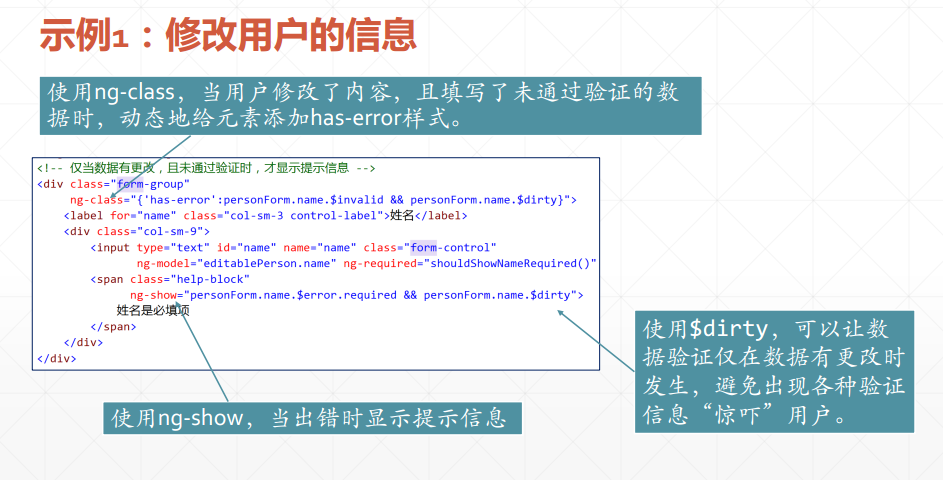 示例1：修改用户的信息
使用ng-class，当用户修改了内容，且填写了未通过验证的数
据时，动态地给元素添加has-error样式。
<!-- 仅当数据有更改，且未通过验证时，才显示提示信息 -->
<div class="form-group"
ng-class="{'has-error':personForm.name.$invalid && personForm.name.$dirty}">
<label for="name" class="col-sm-3 control-label">姓名</label>
<div class="col-sm-9">
<input type="text" id="name" name="name" class="form-control"
ng-model="editablePerson.name" ng-required="shouldShowNameRequired()"
<span class="help-block"
ng-show="personForm.name.$error.required && personForm.name.$dirty">
姓名是必填项
</span>
</div>
</div>
使用$dirty，可以让数
据验证仅在数据有更改时
发生，避免出现各种验证
信息“惊吓”用户。
使用ng-show，当出错时显示提示信息